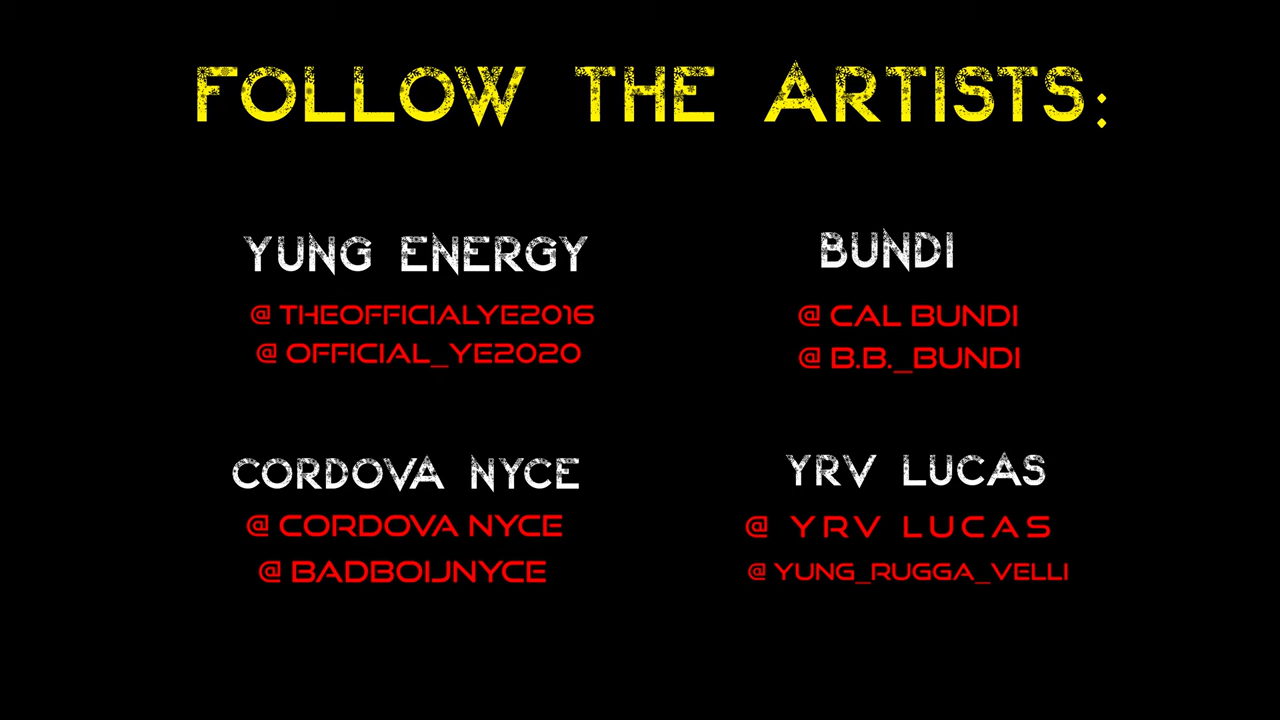 FOLLOW THE ARTISTS:
YUNG ENERGY
@ THEOFFICIALYE2016
@ OFFICIAL_YE2020
BUNDI
@ CAL BUNDI
@ B.B._BUNDI
CORDOVA NYCE
@ CORDOVA NYCE
@ BADBOIJNYCE
YRV LUCAS
@ YRV LUCAS
@ YUNG_RUGGA_VELLI